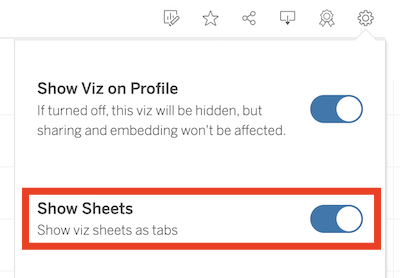 Show Viz on Profile
If turned off, this viz will be hidden, but
sharing and embedding won't be affected.
Show Sheets
Show viz sheets as tabs